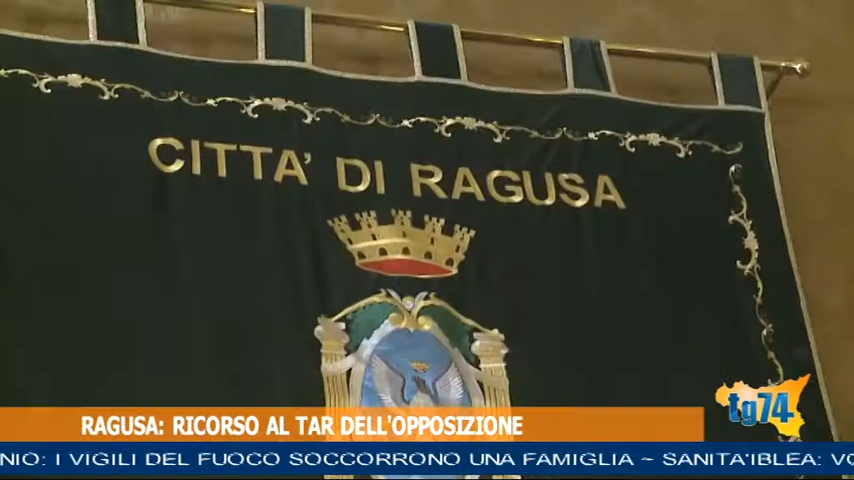 CITTA' DI RAGUSA
tg74
RAGUSA: RICORSO AL TAR DELL'OPPOSIZIONE
I VIGILI DEL FUOCO SOCCORRONO UNA FAMIGLIA ~ SANITA'IBLEA: